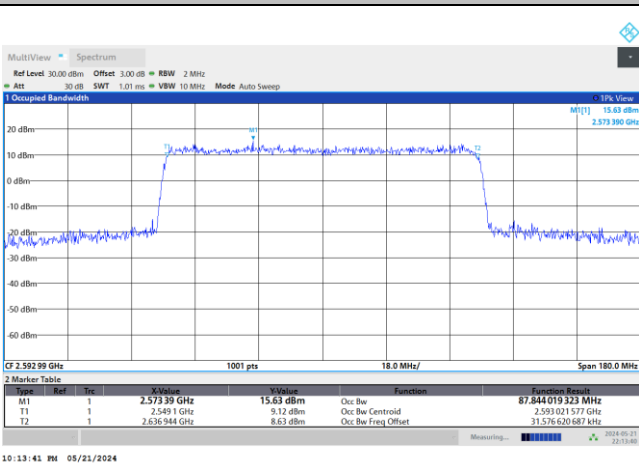 MultiView Spectrum
Ref Level 30.00 dBm Offset 3.00 dB RBW 2 MHz
Att 30 dB SWT 1.01 ms VBW 10 MHz Mode Auto Sweep
1 Occupied Bandwidth 1Pk View
M1[1] 15.63 dBm
2.573 390 GHz
20 dBm
M1
T1
T2
10 dBm
0 dBm
-10 dBm
-20 dBm
-30 dBm
-40 dBm
-50 dBm
-60 dBm
CF 2.592 99 GHz 1001 pts 18.0 MHz/ Span 180.0 MHz
2 Marker Table
Type Ref Trc X-Value Y-Value Function Function Result
M1 1 2.573 39 GHz 15.63 dBm Occ Bw 87.844 019 323 MHz
T1 1 2.549 1 GHz 9.12 dBm Occ Bw Centroid 2.593 021 577 GHz
T2 1 2.636 944 GHz 8.63 dBm Occ Bw Freq Offset 31.576 620 687 kHz
Measuring... 2024-05-21
22:13:40
10:13:41 PM 05/21/2024